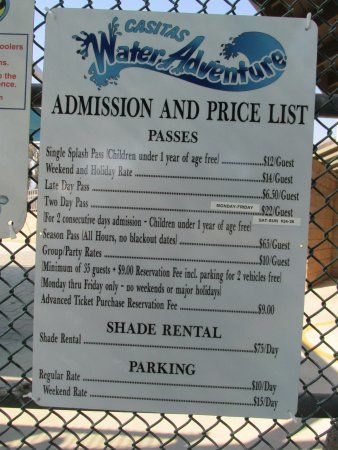 CASITAS
Water Adventure
ADMISSION AND PRICE LIST
PASSES
Single Splash Pass (Children under 1 year of age free) $12/Guest
Weekend and Holiday Rate $14/Guest
Late Day Pass $6.50/Guest
Two Day Pass MONDAY-FRIDAY $22/Guest
For 2 consecutive days admission - Children under 1 year of age free) SAT-SUN
Season Pass (All Hours, no blackout dates) $65/Guest
Group/Party Rates $10/Guest
Minimum of 35 guests - $9.00 Reservation Fee incl. parking for 2 vehicles free)
(Monday thru Friday only - no weekends or major holidays)
Advanced Ticket Purchase Reservation Fee $9.00
SHADE RENTAL
Shade Rental $75/Day
PARKING
Regular Rate $10/Day
Weekend Rate $15/Day